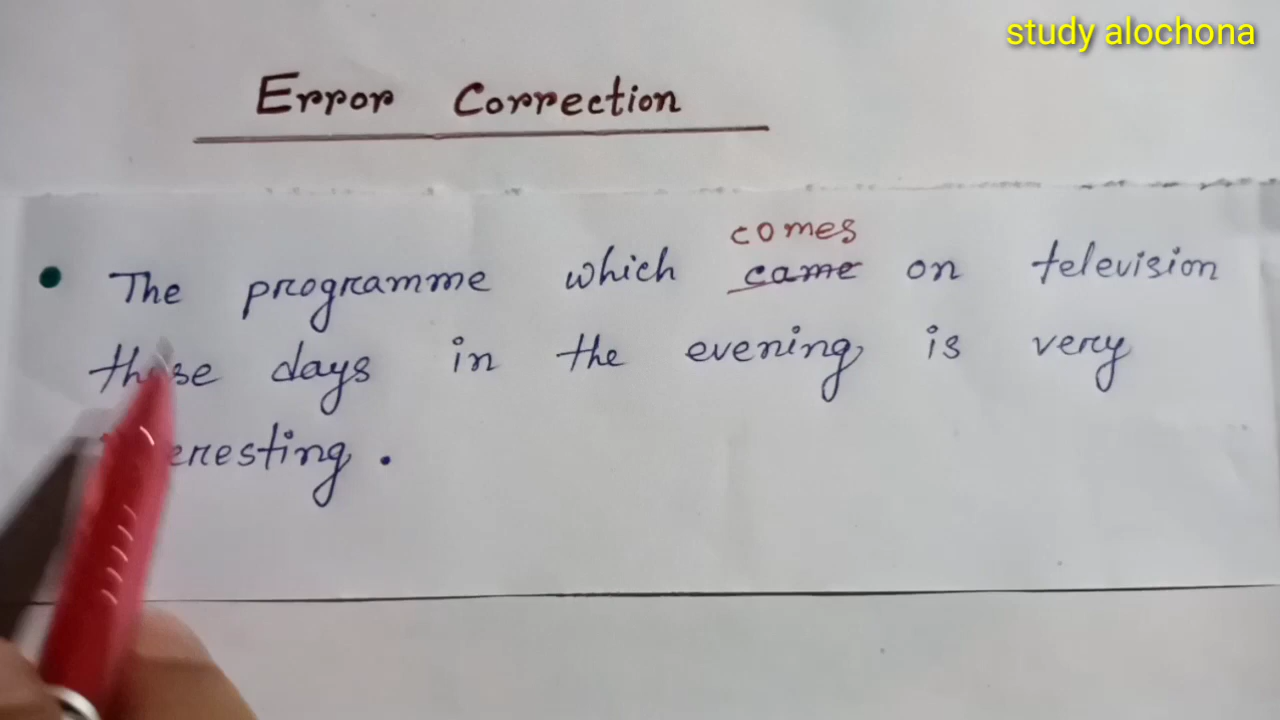 study alochona
Error Correction
comes
• The programme which came on television
days in the evening is very
.